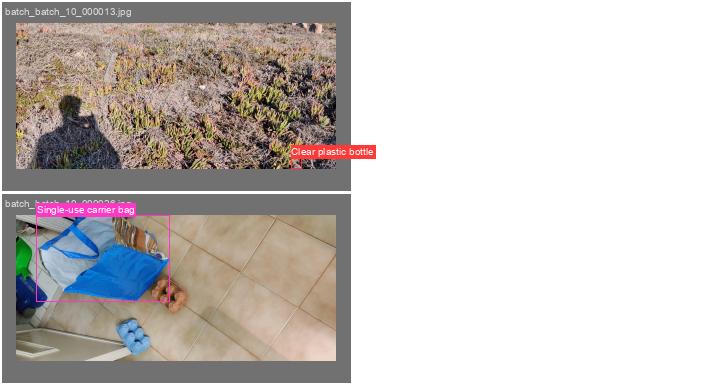 batch_batch_10_000013.jpg
Clear plastic bottle
Single-use carrier bag